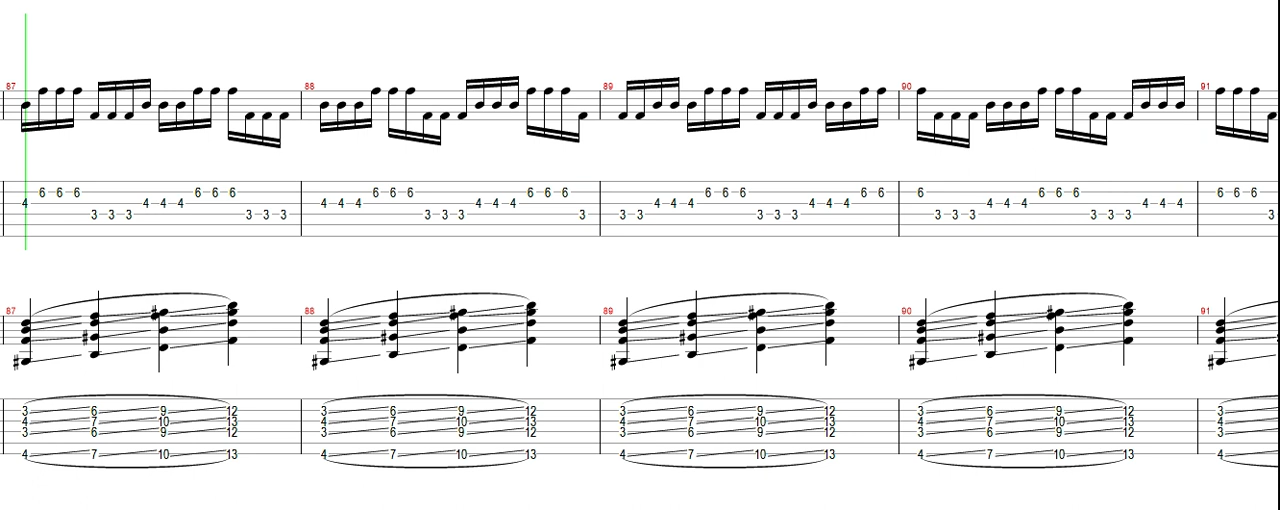 87 88 89 90 91
6 6 6 6 6 6 6 6 6 6 6 6 6 6 6 6 6 6 6 6 6 6 6 6
4 4 4 4 4 4 4 4 4 4 4 4 4 4 4 4 4 4 4 4 4 4
3 3 3 3 3 3 3 3 3 3 3 3 3 3 3 3 3 3 3 3 3 3
87 88 89 90 91
3 6 9 12 3 6 9 12 3 6 9 12 3 6 9 12 3
4 7 10 13 4 7 10 13 4 7 10 13 4 7 10 13 4
3 6 9 12 3 6 9 12 3 6 9 12 3 6 9 12 3
4 7 10 13 4 7 10 13 4 7 10 13 4 7 10 13 4